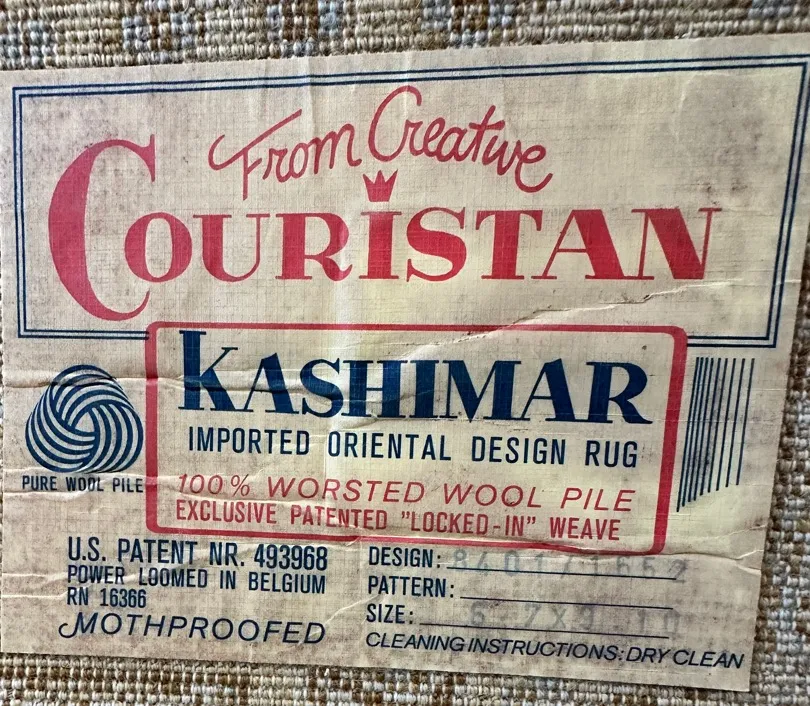 From Creative
COURISTAN
KASHIMAR
IMPORTED ORIENTAL DESIGN RUG
PURE WOOL PILE
100% WORSTED WOOL PILE
EXCLUSIVE PATENTED "LOCKED-IN" WEAVE
U.S. PATENT NR. 493968
POWER LOOMED IN BELGIUM
RN 16366
MOTHPROOFED
DESIGN:
PATTERN:
SIZE:
CLEANING INSTRUCTIONS: DRY CLEAN